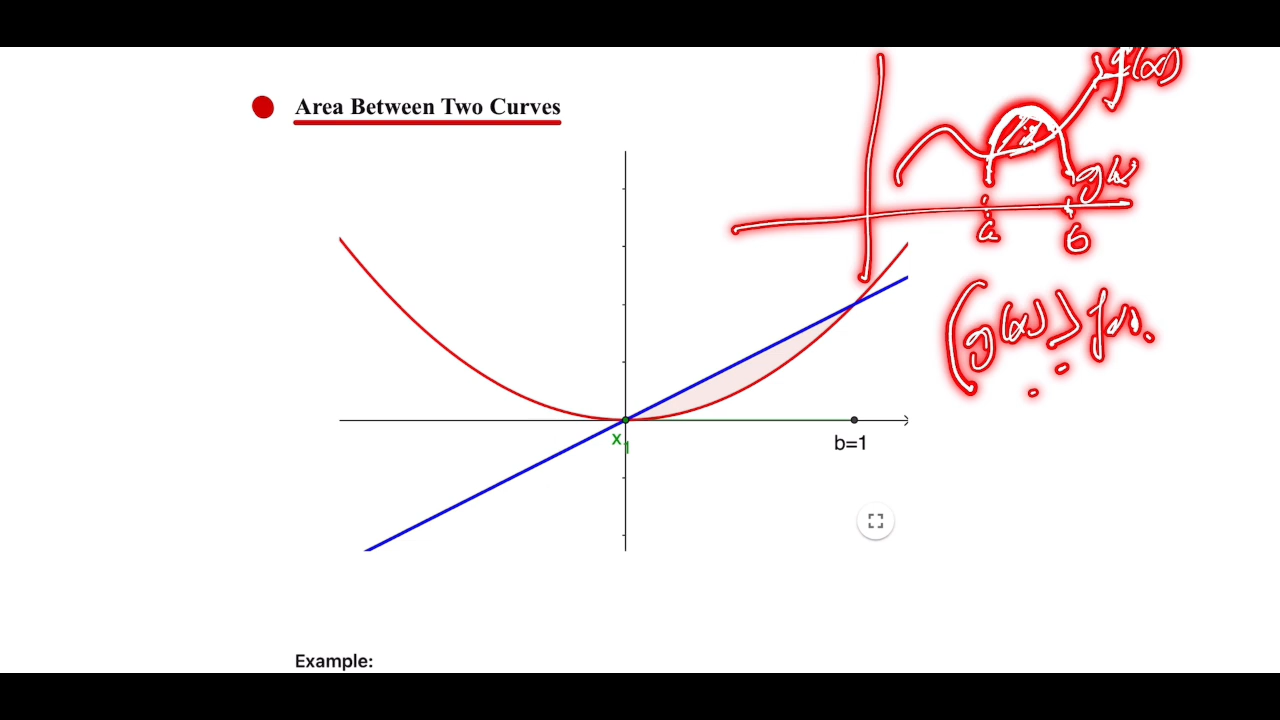 Area Between Two Curves
f(x)
g(x)
a
b
(g(x) > f(x).
x₁
b=1
Example: